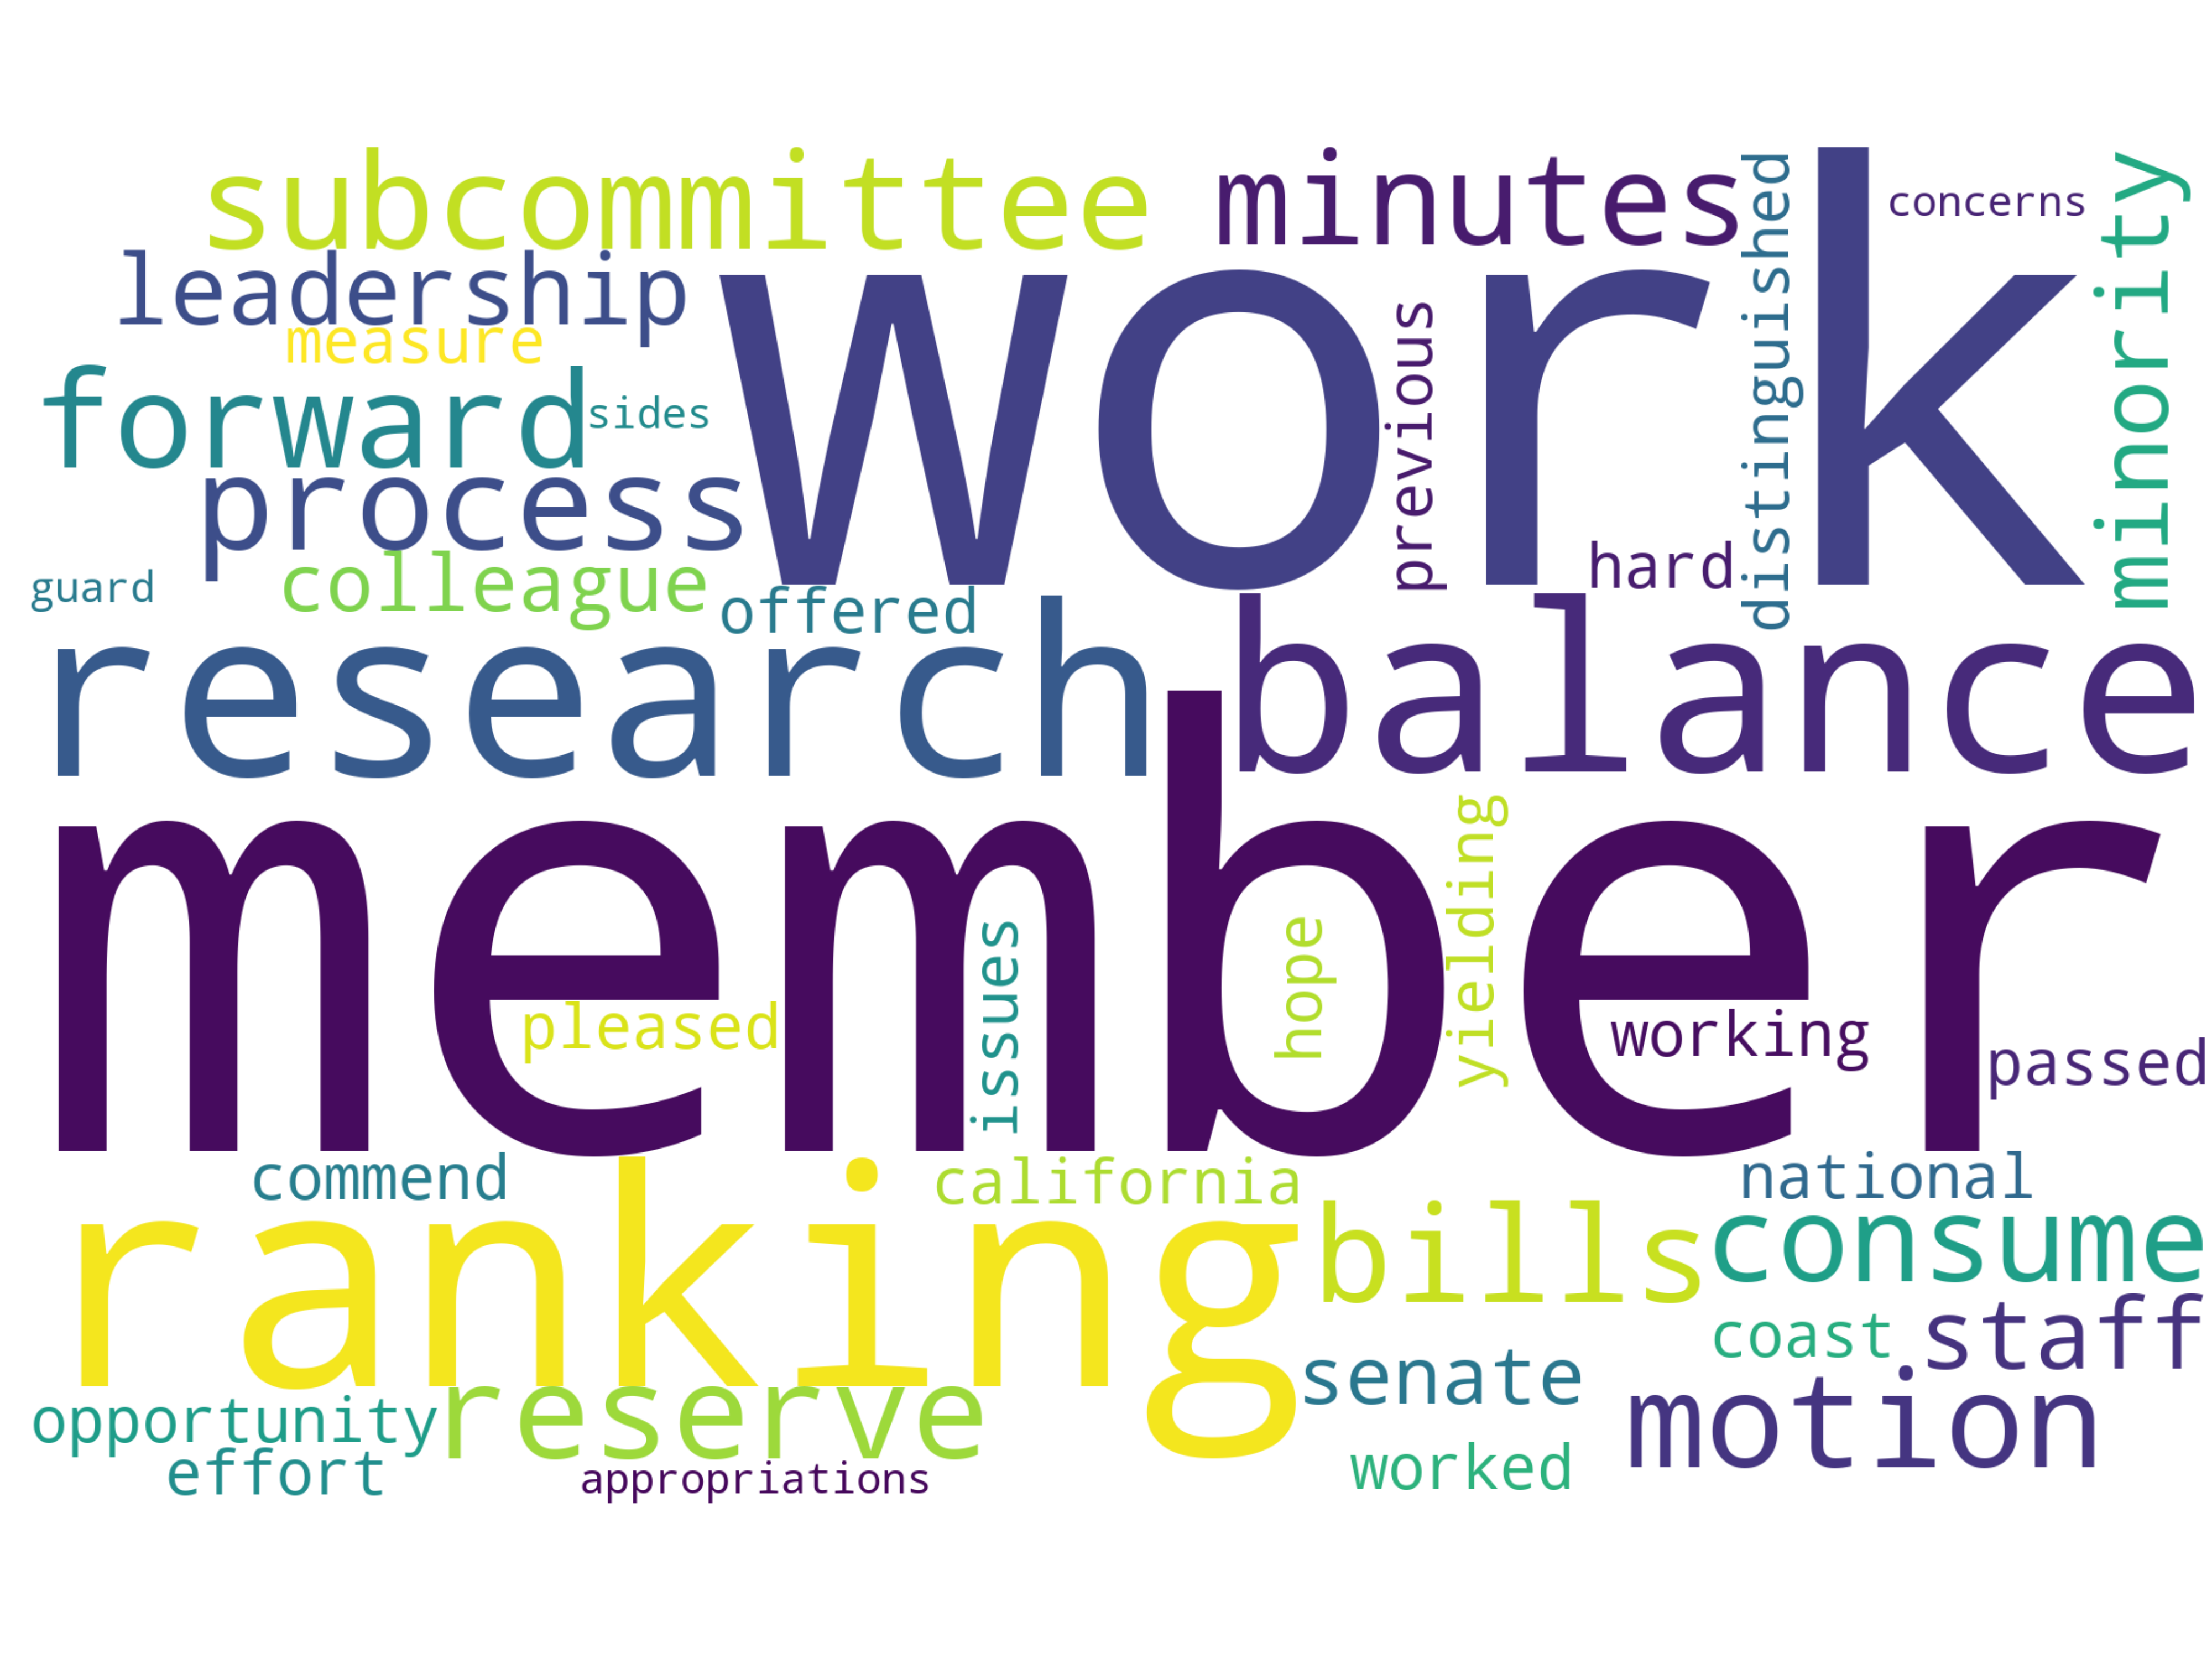 subcommittee
minutes
distinguished
concerns
minority
work
leadership
measure
previous
forward
sides
process
hard
colleague
guard
offered
research
balance
member
yielding
issues
hope
pleased
working
passed
commend
california
national
ranking
bills
consume
coast
staff
senate
motion
reserve
opportunity
effort
worked
appropriations